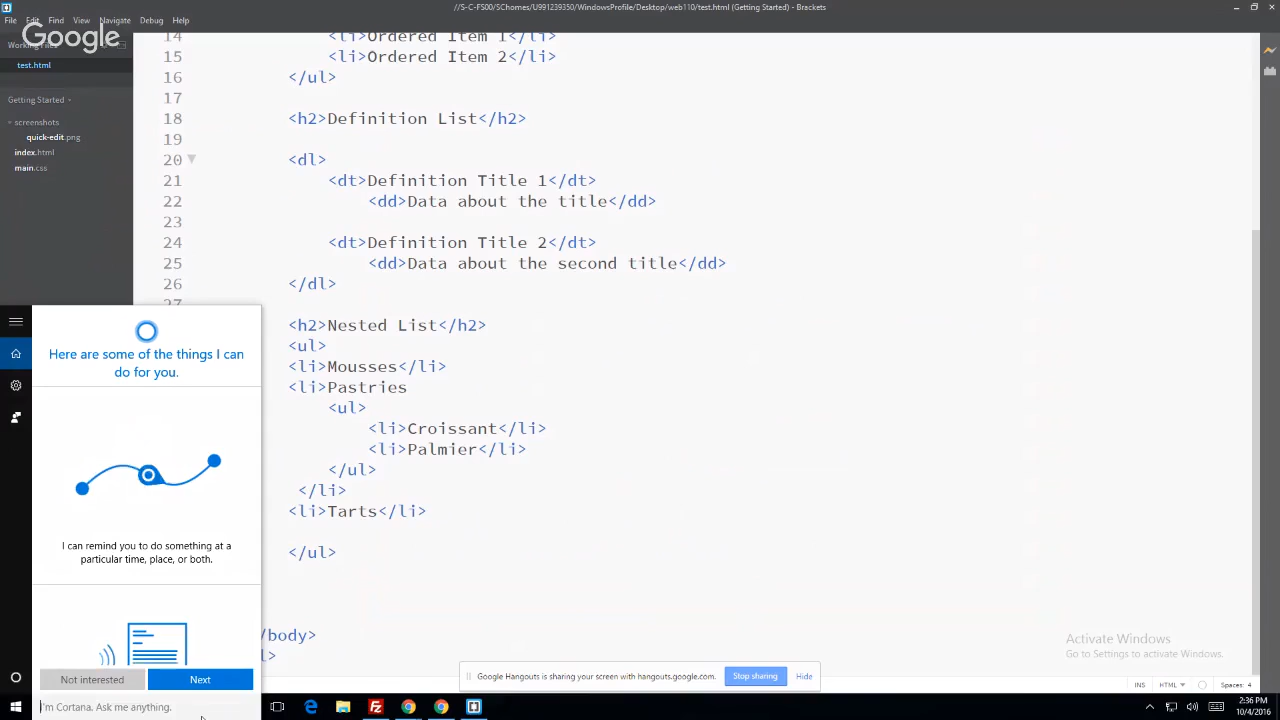 //S-C-FS00/SChomes/U991239350/WindowsProfile/Desktop/web110/test.html (Getting Started) - Brackets
File Edit Find View Navigate Debug Help
Google
Working Files
test.html
Getting Started
screenshots
quick-edit.png
index.html
main.css
14 <li>Ordered Item 1</li>
15 <li>Ordered Item 2</li>
16 </ul>
17
18 <h2>Definition List</h2>
19
20 <dl>
21 <dt>Definition Title 1</dt>
22 <dd>Data about the title</dd>
23
24 <dt>Definition Title 2</dt>
25 <dd>Data about the second title</dd>
26 </dl>
27
<h2>Nested List</h2>
<ul>
<li>Mousses</li>
<li>Pastries
<ul>
<li>Croissant</li>
<li>Palmier</li>
</ul>
</li>
<li>Tarts</li>
</ul>
/body>
l>
Here are some of the things I can
do for you.
I can remind you to do something at a
particular time, place, or both.
Not interested Next
I'm Cortana. Ask me anything.
Google Hangouts is sharing your screen with hangouts.google.com. Stop sharing Hide
Activate Windows
Go to Settings to activate Windows.
INS HTML Spaces: 4
2:36 PM
10/4/2016